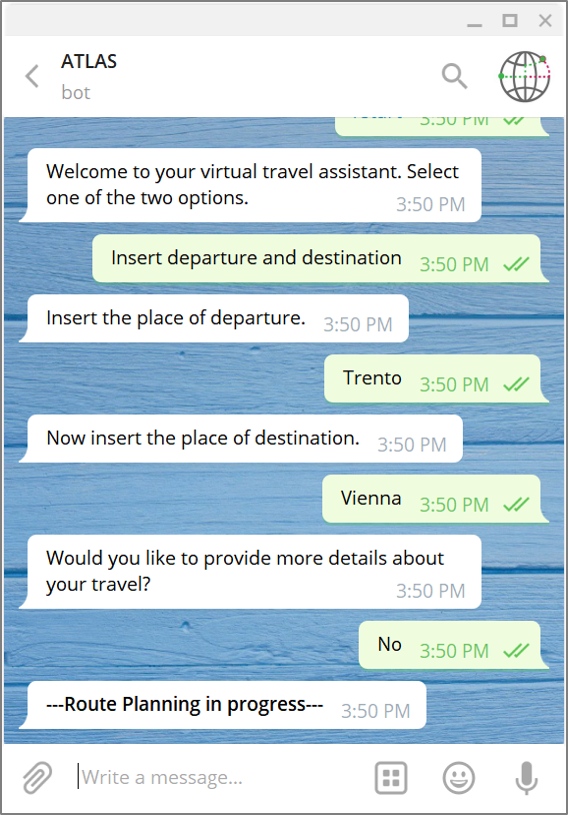 ATLAS
bot
3:50 PM
Welcome to your virtual travel assistant. Select
one of the two options.
3:50 PM
Insert departure and destination 3:50 PM
Insert the place of departure. 3:50 PM
Trento 3:50 PM
Now insert the place of destination. 3:50 PM
Vienna 3:50 PM
Would you like to provide more details about
your travel?
3:50 PM
No 3:50 PM
---Route Planning in progress--- 3:50 PM
Write a message...